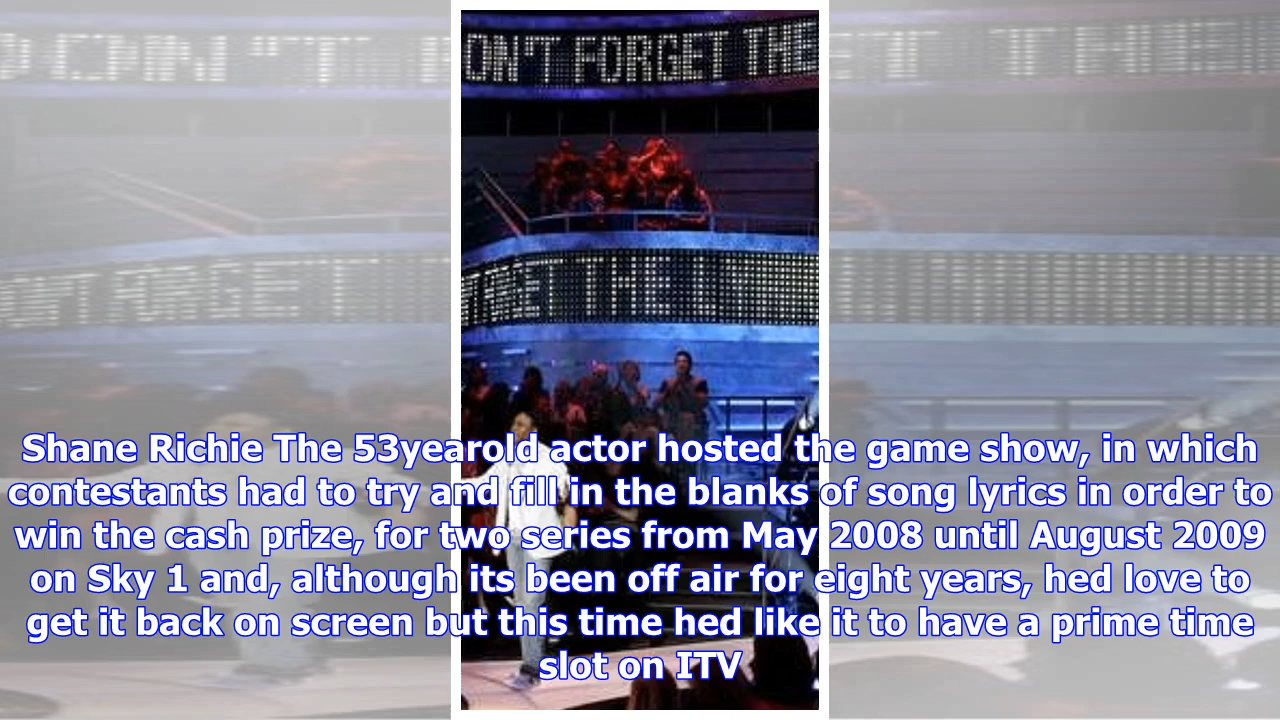 ON'T FORGET THE
GET THE L
Shane Richie The 53yearold actor hosted the game show, in which
contestants had to try and fill in the blanks of song lyrics in order to
win the cash prize, for two series from May 2008 until August 2009
on Sky 1 and, although its been off air for eight years, hed love to
get it back on screen but this time hed like it to have a prime time
slot on ITV